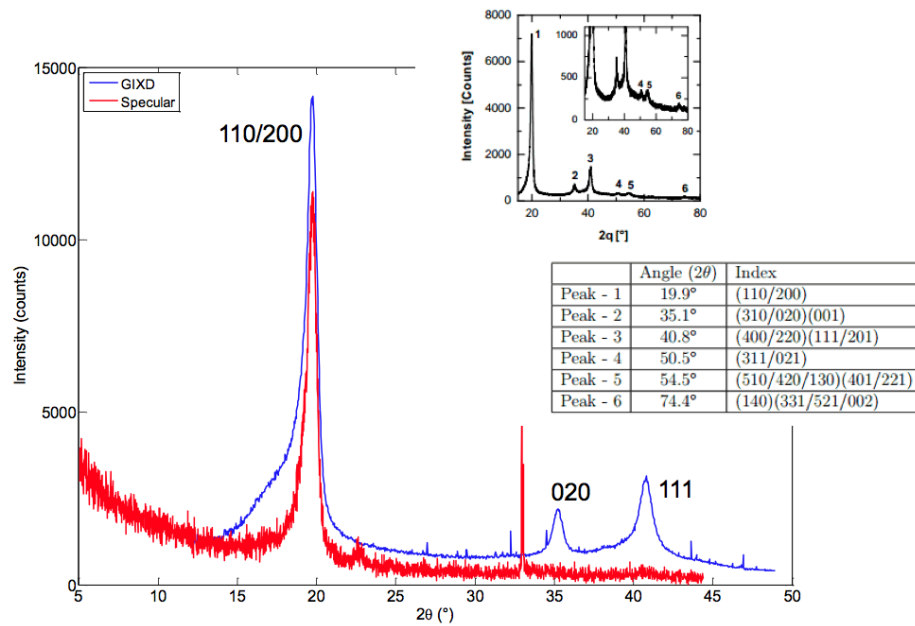 15000
10000
5000
0
5 10 15 20 25 30 35 40 45 50
Intensity (counts)
2θ (°)
GIXD
Specular
110/200
020
111
8000
6000
4000
2000
0
20 40 60 80
Intensity [Counts]
2q [°]
1
2
3
4
5
6
1000
500
0
20 40 60 80
4 5
6
Angle (2θ) Index
Peak - 1 19.9° (110/200)
Peak - 2 35.1° (310/020)(001)
Peak - 3 40.8° (400/220)(111/201)
Peak - 4 50.5° (311/021)
Peak - 5 54.5° (510/420/130)(401/221)
Peak - 6 74.4° (140)(331/521/002)